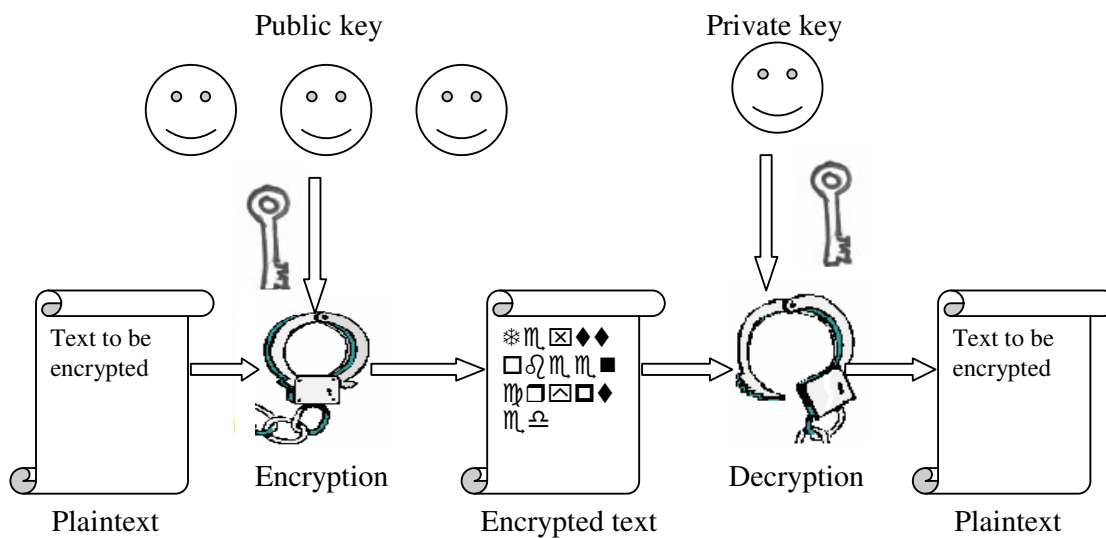 Public key
Private key
Text to be
encrypted
❄♏⌧⬧⬧
◻♌♏♏■
♍❒⍓◘⬧
♏♎
Text to be
encrypted
Encryption
Decryption
Plaintext
Encrypted text
Plaintext